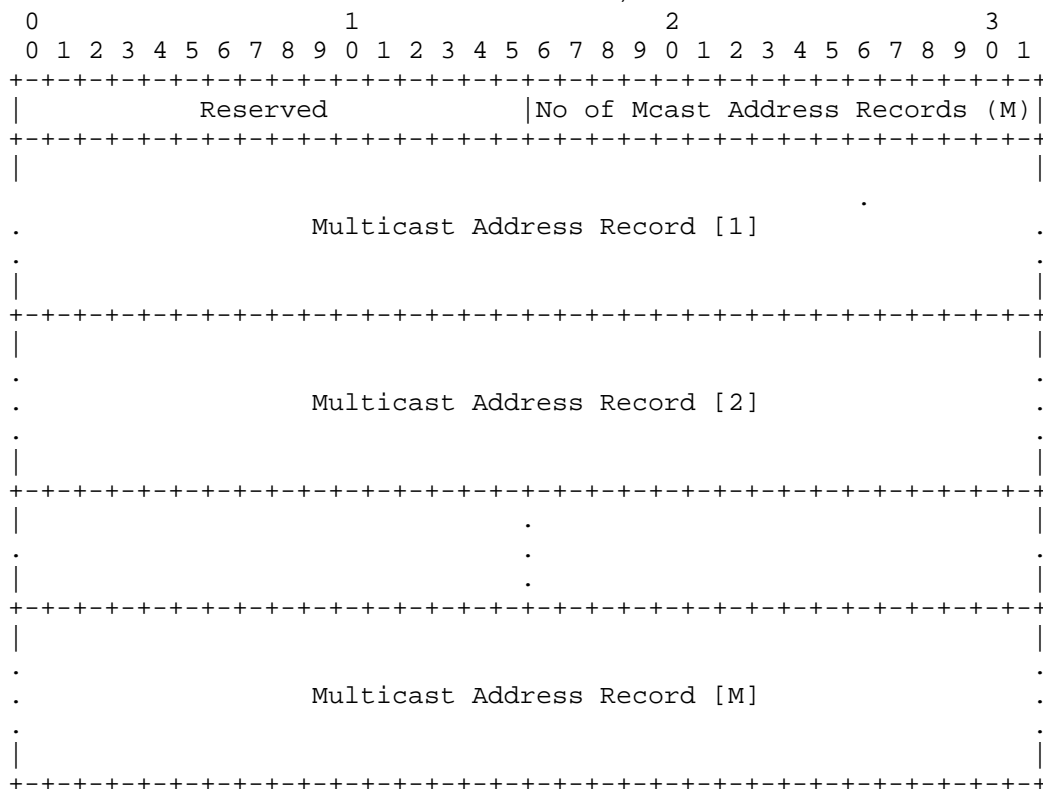 0                   1                   2                   3
0 1 2 3 4 5 6 7 8 9 0 1 2 3 4 5 6 7 8 9 0 1 2 3 4 5 6 7 8 9 0 1
+-+-+-+-+-+-+-+-+-+-+-+-+-+-+-+-+-+-+-+-+-+-+-+-+-+-+-+-+-+-+-+-+
|           Reserved            |No of Mcast Address Records (M)|
+-+-+-+-+-+-+-+-+-+-+-+-+-+-+-+-+-+-+-+-+-+-+-+-+-+-+-+-+-+-+-+-+
|                                                               |
.
.                  Multicast Address Record [1]                 .
.                                                               .
|                                                               |
+-+-+-+-+-+-+-+-+-+-+-+-+-+-+-+-+-+-+-+-+-+-+-+-+-+-+-+-+-+-+-+-+
|                                                               |
.                                                               .
.                  Multicast Address Record [2]                 .
.                                                               .
|                                                               |
+-+-+-+-+-+-+-+-+-+-+-+-+-+-+-+-+-+-+-+-+-+-+-+-+-+-+-+-+-+-+-+-+
|                               .                               |
.                               .                               .
|                               .                               |
+-+-+-+-+-+-+-+-+-+-+-+-+-+-+-+-+-+-+-+-+-+-+-+-+-+-+-+-+-+-+-+-+
|                                                               |
.                                                               .
.                  Multicast Address Record [M]                 .
.                                                               .
|                                                               |
+-+-+-+-+-+-+-+-+-+-+-+-+-+-+-+-+-+-+-+-+-+-+-+-+-+-+-+-+-+-+-+-+